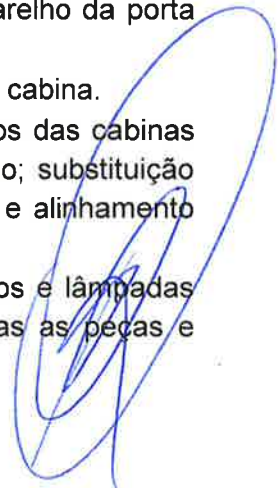 arelho da porta
cabina.
os das cabinas
o; substituição
e alinhamento
os e lâmpadas
as as peças e